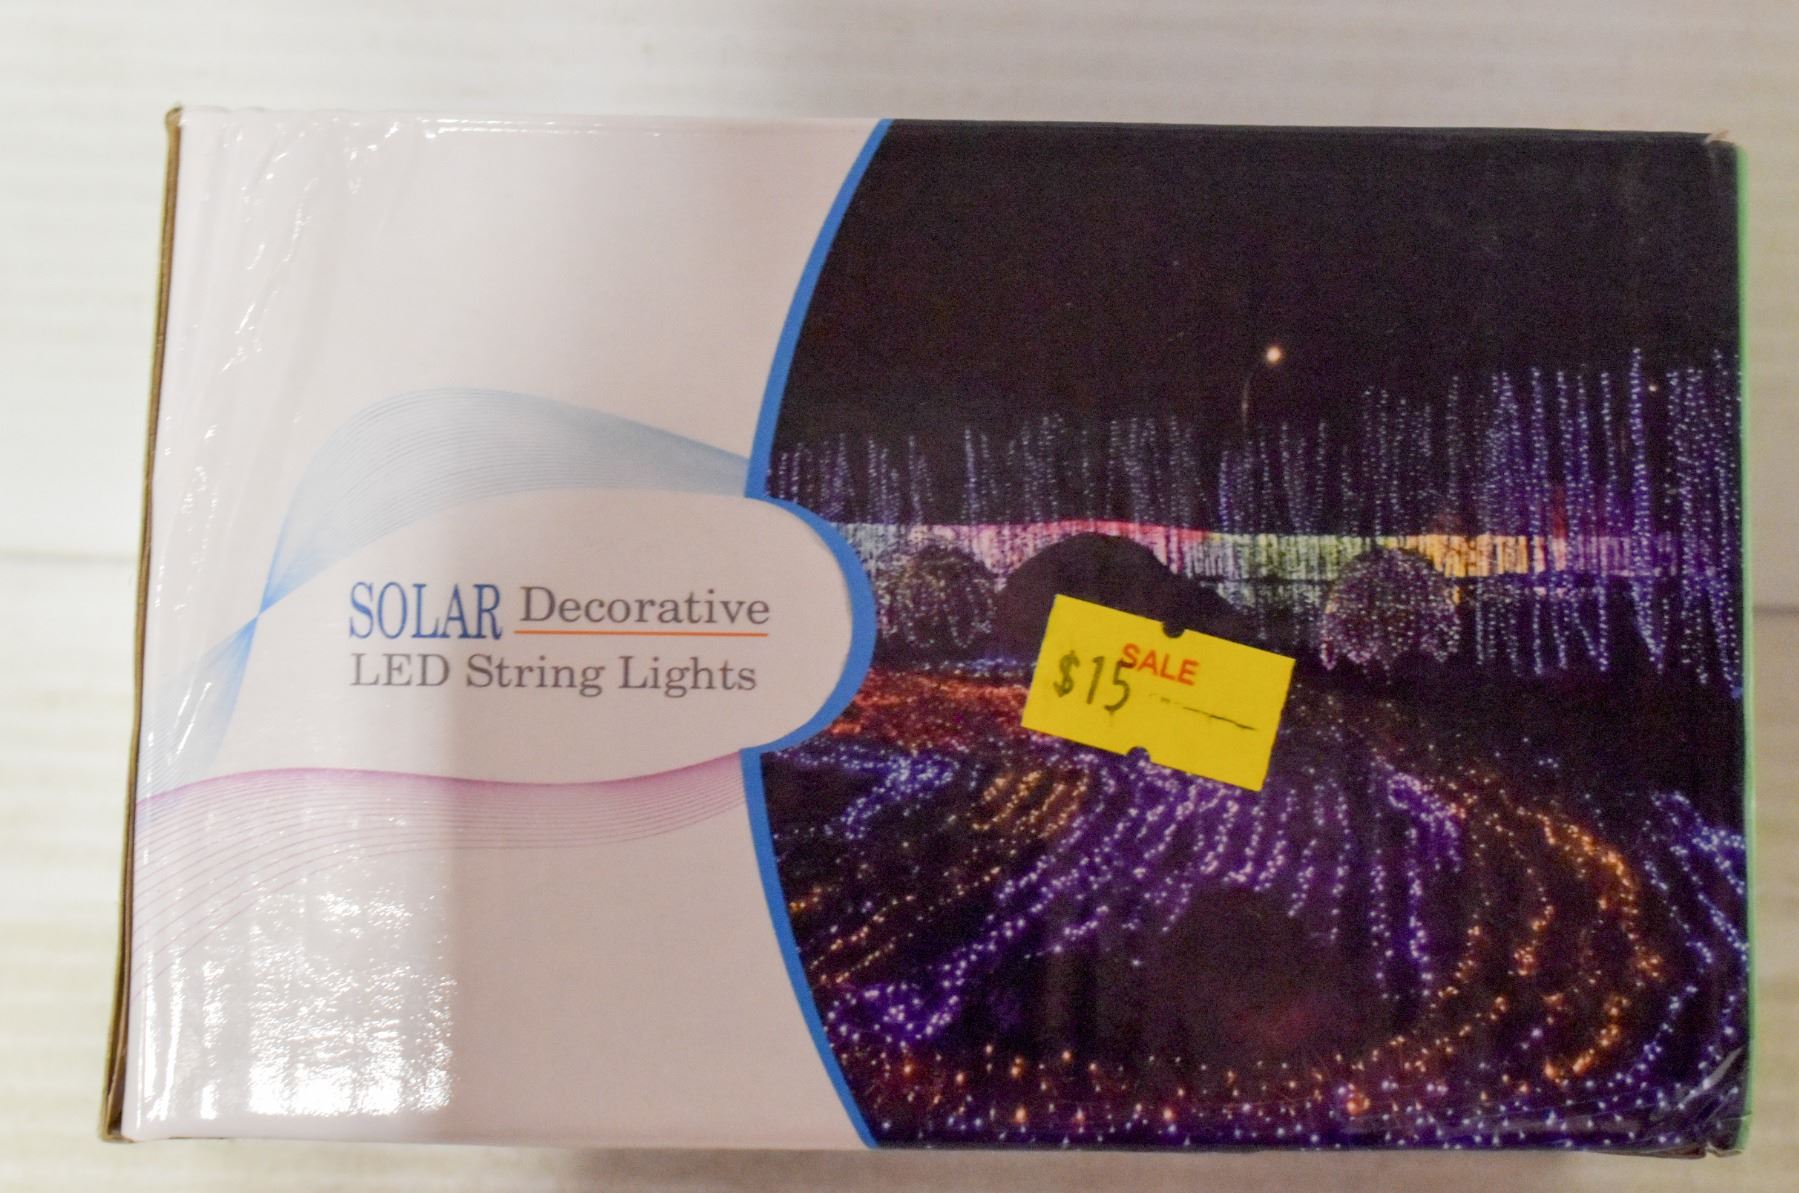 SOLAR Decorative
LED String Lights
SALE
$15